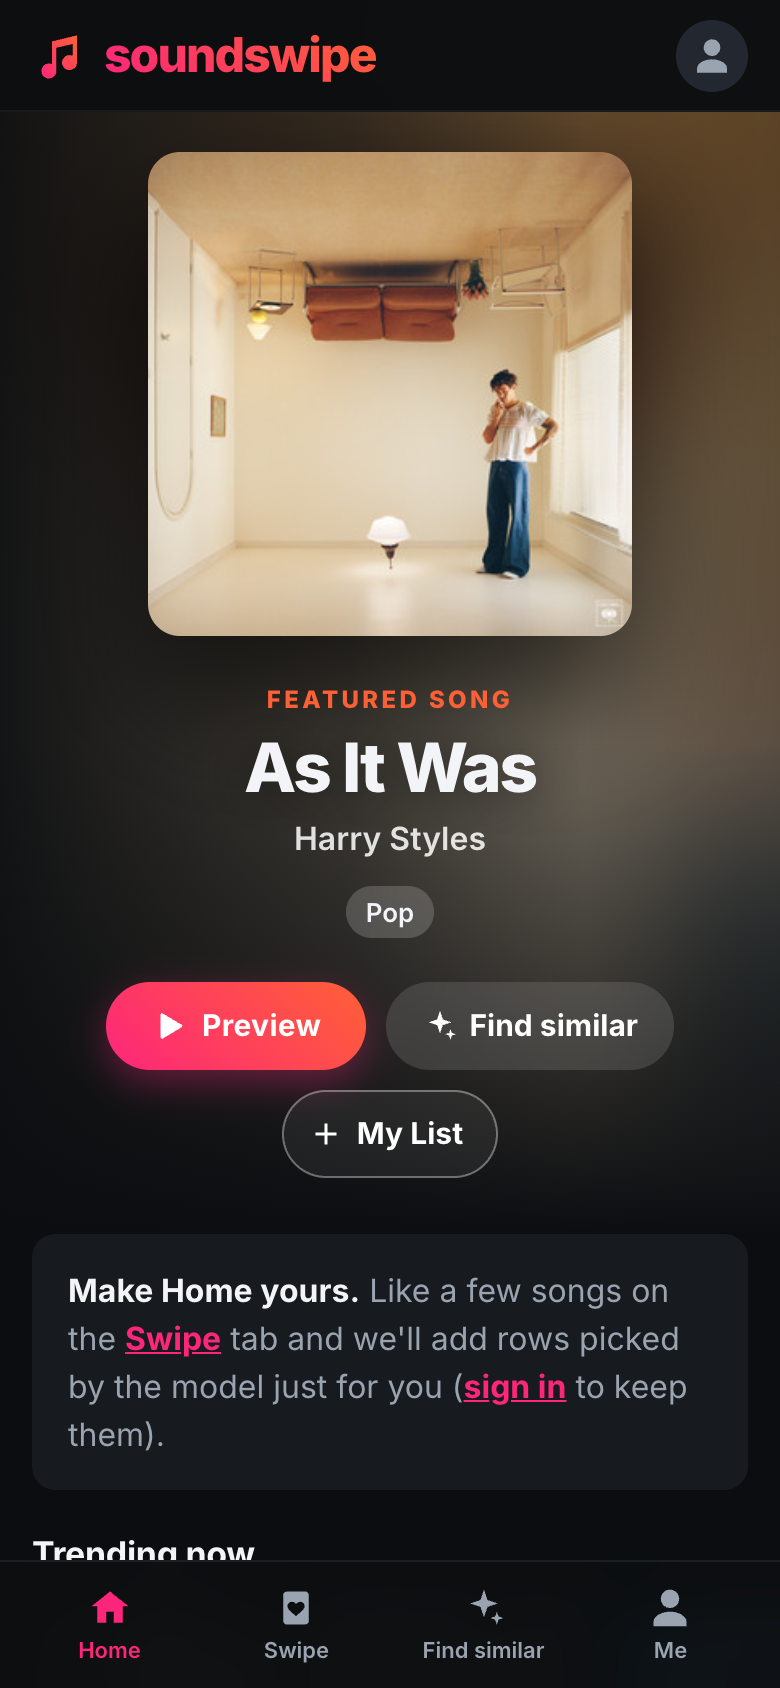 soundswipe
FEATURED SONG
As It Was
Harry Styles
Pop
Preview
Find similar
My List
Make Home yours. Like a few songs on
the Swipe tab and we'll add rows picked
by the model just for you (sign in to keep
them).
Trending now
Home
Swipe
Find similar
Me